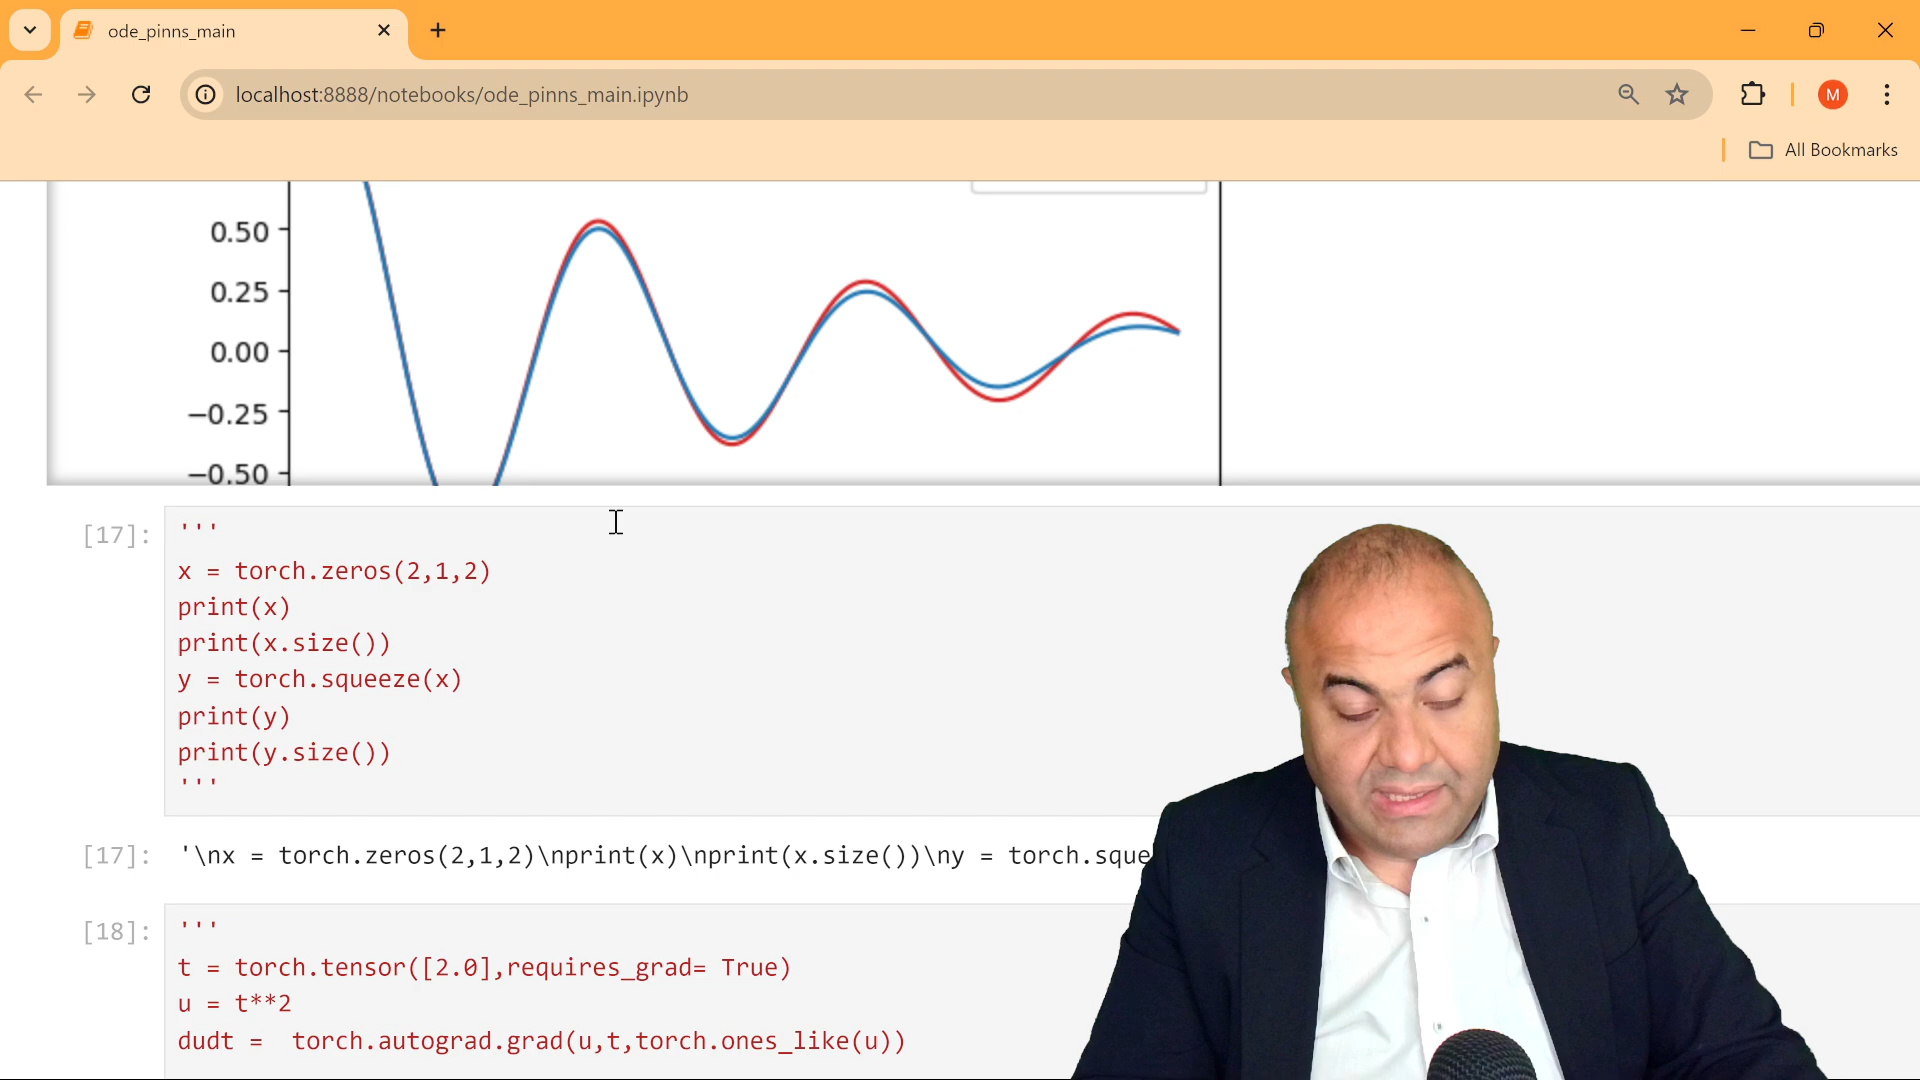 ode_pinns_main
localhost:8888/notebooks/ode_pinns_main.ipynb
M
All Bookmarks
0.50
0.25
0.00
−0.25
−0.50
[17]:
'''
x = torch.zeros(2,1,2)
print(x)
print(x.size())
y = torch.squeeze(x)
print(y)
print(y.size())
'''
[17]: '\nx = torch.zeros(2,1,2)\nprint(x)\nprint(x.size())\ny = torch.sque
[18]:
'''
t = torch.tensor([2.0],requires_grad= True)
u = t**2
dudt =  torch.autograd.grad(u,t,torch.ones_like(u))